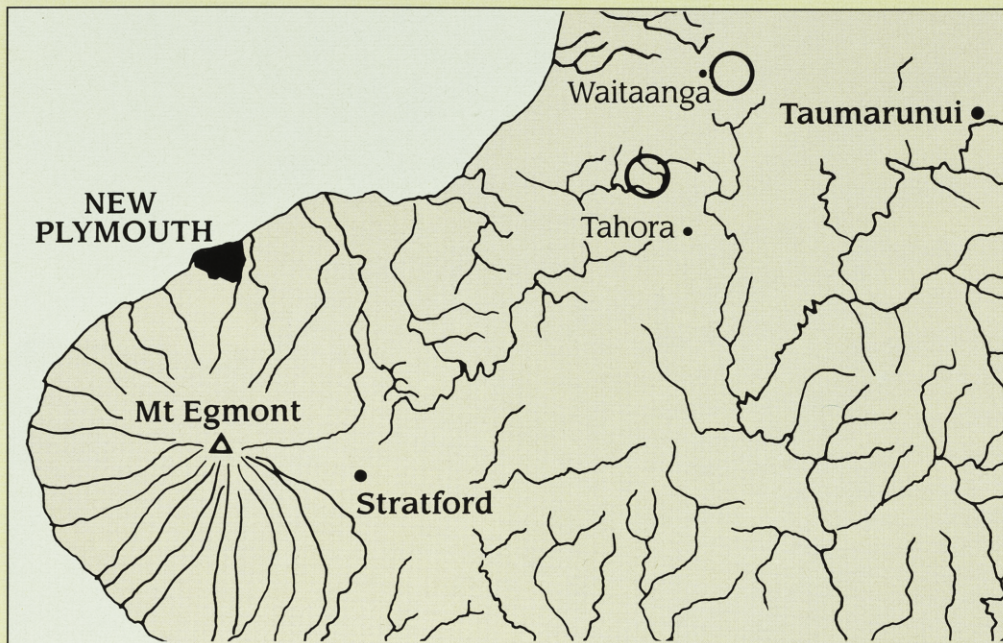 Waitaanga
Taumarunui
NEW
PLYMOUTH
Tahora
Mt Egmont
Stratford